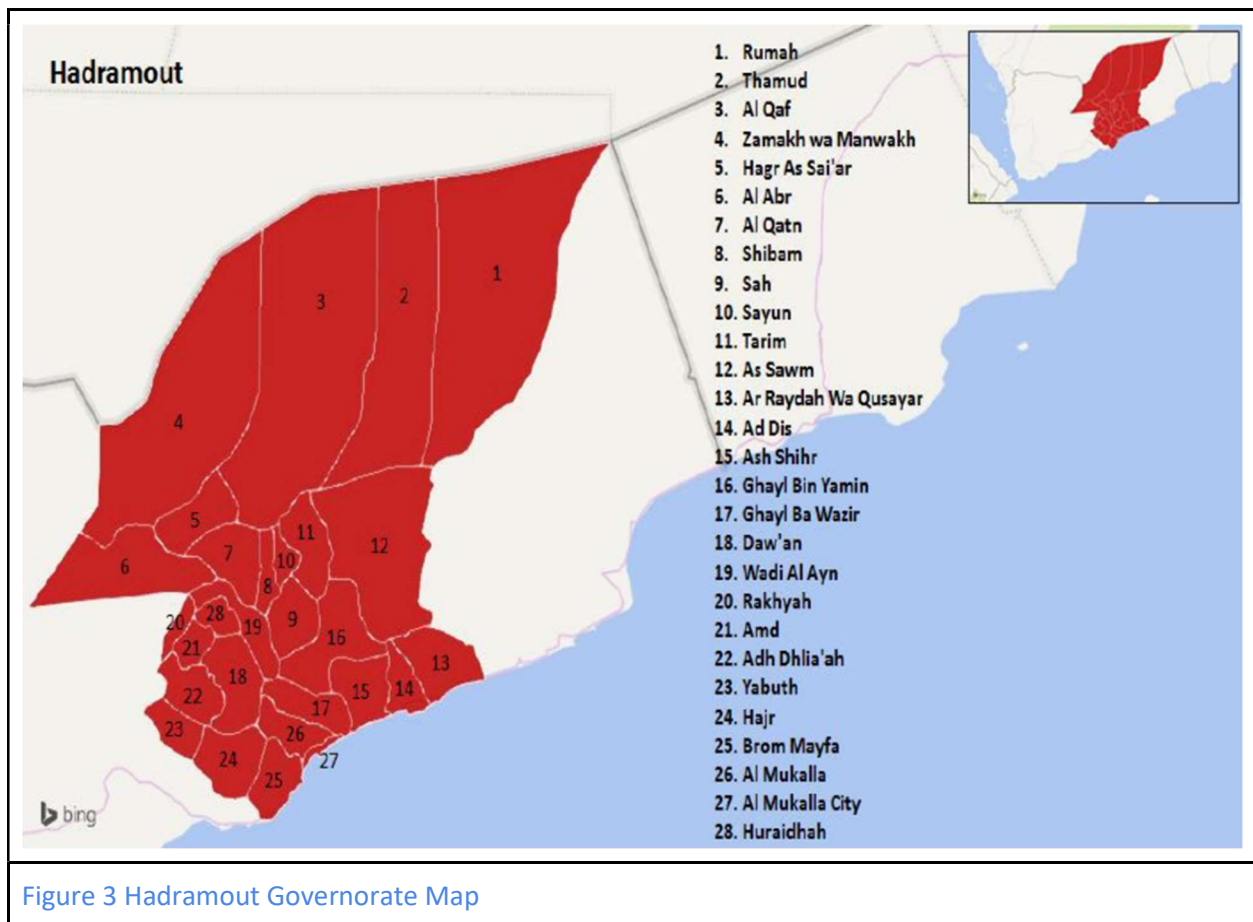 Hadramout
1. Rumah
2. Thamud
3. Al Qaf
4. Zamakh wa Manwakh
5. Hagr As Sai'ar
6. Al Abr
7. Al Qatn
8. Shibam
9. Sah
10. Sayun
11. Tarim
12. As Sawm
13. Ar Raydah Wa Qusayar
14. Ad Dis
15. Ash Shihr
16. Ghayl Bin Yamin
17. Ghayl Ba Wazir
18. Daw'an
19. Wadi Al Ayn
20. Rakhyah
21. Amd
22. Adh Dhlia'ah
23. Yabuth
24. Hajr
25. Brom Mayfa
26. Al Mukalla
27. Al Mukalla City
28. Huraidhah
1
2
3
4
5
6
7
8
10
11
12
20
28
19
9
16
21
18
13
22
15
14
17
23
26
24
27
25
bing
Figure 3 Hadramout Governorate Map